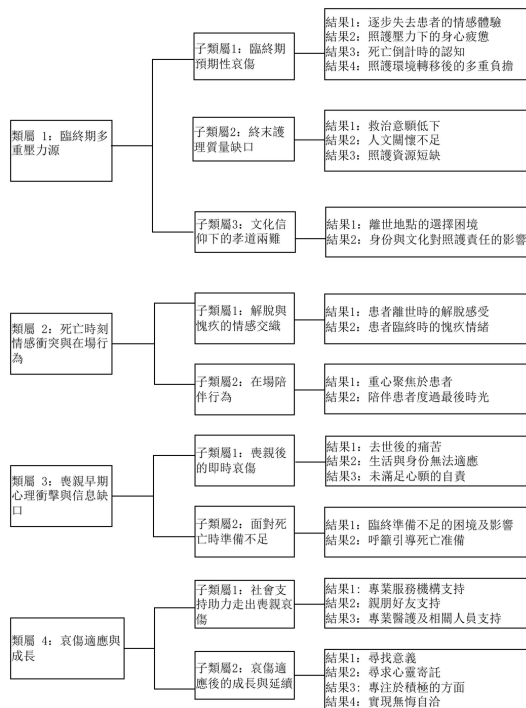 類屬 1：臨終期多
重壓力源
子類屬1：臨終期
預期性哀傷
結果1：逐步失去患者的情感體驗
結果2：照護壓力下的身心疲憊
結果3：死亡倒計時的認知
結果4：照護環境轉移後的多重負擔
子類屬2：終末護
理質量缺口
結果1：救治意願低下
結果2：人文關懷不足
結果3：照護資源短缺
子類屬3：文化信
仰下的孝道兩難
結果1：離世地點的選擇困境
結果2：身份與文化對照護責任的影響
類屬 2：死亡時刻
情感衝突與在場行
為
子類屬1：解脫與
愧疚的情感交織
結果1：患者離世時的解脫感受
結果2：患者臨終時的愧疚情緒
子類屬2：在場陪
伴行為
結果1：重心聚焦於患者
結果2：陪伴患者度過最後時光
類屬 3：喪親早期
心理衝擊與信息缺
口
子類屬1：喪親後
的即時哀傷
結果1：去世後的痛苦
結果2：生活與身份無法適應
結果3：未滿足心願的自責
子類屬2：面對死
亡時準備不足
結果1：臨終準備不足的困境及影響
結果2：呼籲引導死亡准備
類屬 4：哀傷適應與
成長
子類屬1：社會支
持助力走出喪親哀
傷
結果1：專業服務機構支持
結果2：親朋好友支持
結果3：專業醫護及相關人員支持
子類屬2：哀傷適
應後的成長與延續
結果1：尋找意義
結果2：尋求心靈寄託
結果3：專注於積極的方面
結果4：實現無悔自洽